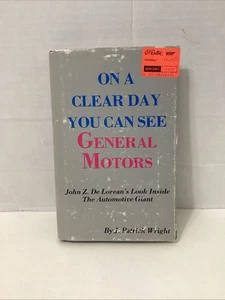 ON A
CLEAR DAY
YOU CAN SEE
GENERAL
MOTORS
John Z. De Lorean's Look Inside
The Automotive Giant
By J. Patrick Wright